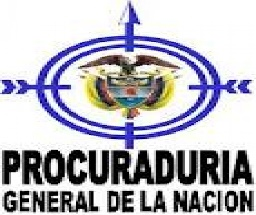 PROCURADURIA
GENERAL DE LA NACION